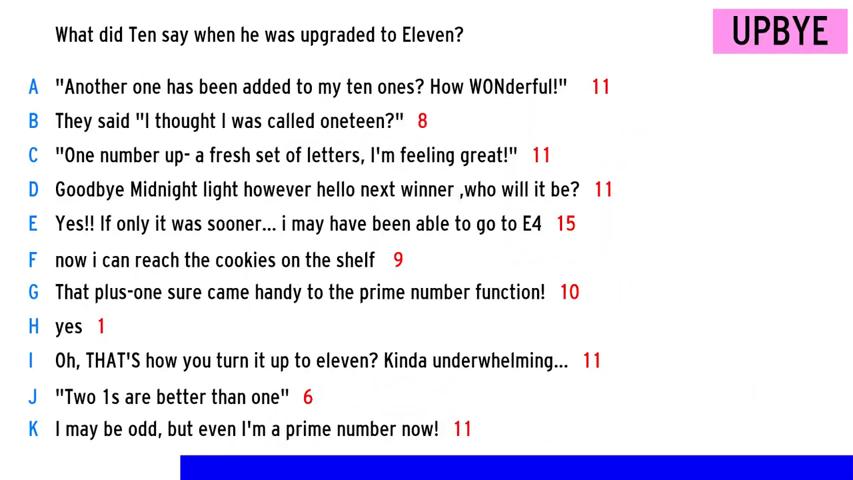 What did Ten say when he was upgraded to Eleven?
UPBYE
A "Another one has been added to my ten ones? How WONderful!" 11
B They said "I thought I was called oneteen?" 8
C "One number up- a fresh set of letters, I'm feeling great!" 11
D Goodbye Midnight light however hello next winner ,who will it be? 11
E Yes!! If only it was sooner... i may have been able to go to E4 15
F now i can reach the cookies on the shelf 9
G That plus-one sure came handy to the prime number function! 10
H yes 1
I Oh, THAT'S how you turn it up to eleven? Kinda underwhelming... 11
J "Two 1s are better than one" 6
K I may be odd, but even I'm a prime number now! 11